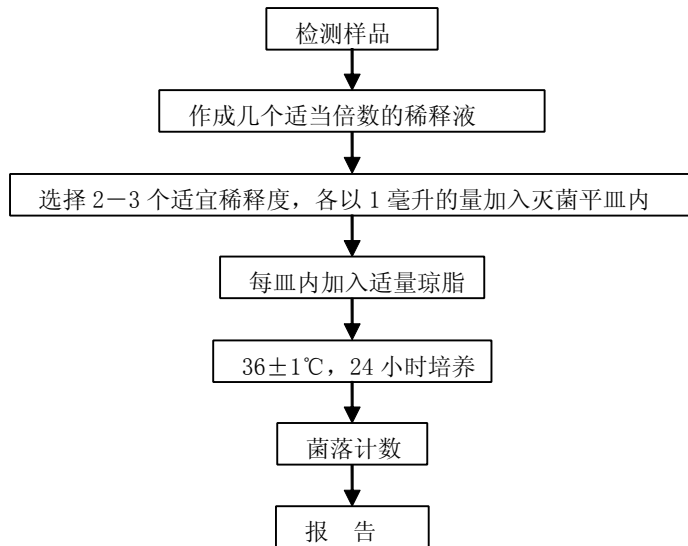 检测样品
作成几个适当倍数的稀释液
选择 2－3 个适宜稀释度，各以 1 毫升的量加入灭菌平皿内
每皿内加入适量琼脂
36±1℃，24 小时培养
菌落计数
报 告